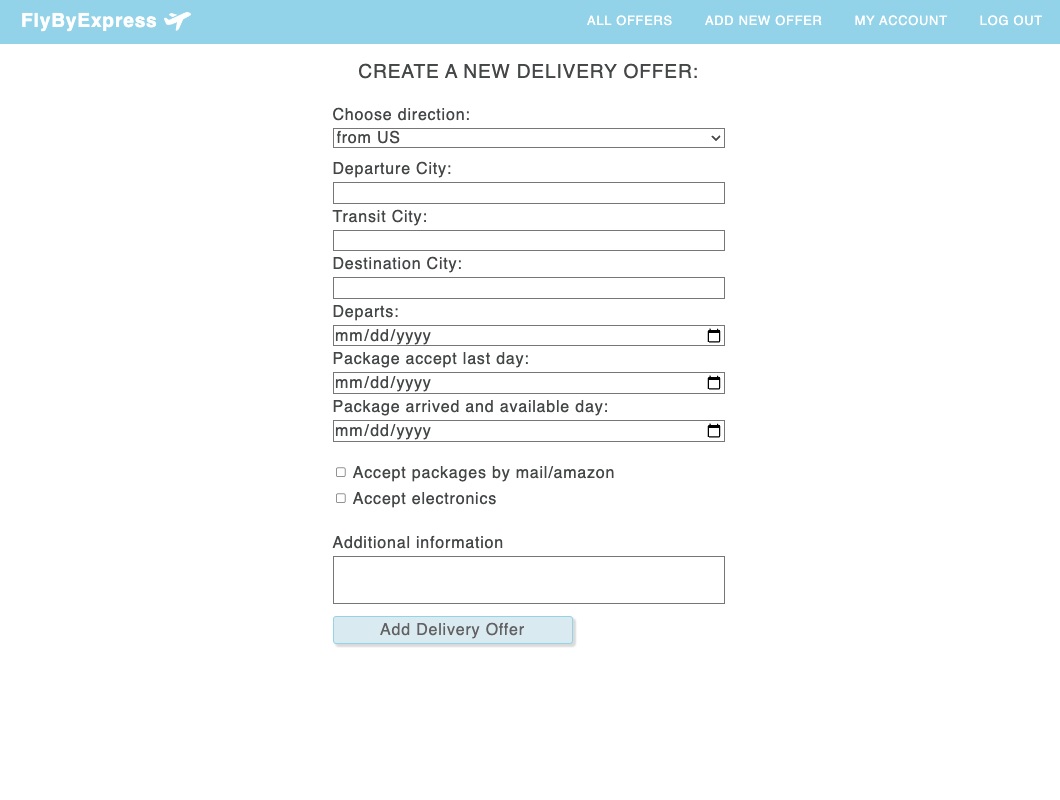 FlyByExpress
ALL OFFERS ADD NEW OFFER MY ACCOUNT LOG OUT
CREATE A NEW DELIVERY OFFER:
Choose direction:
from US
Departure City:
Transit City:
Destination City:
Departs:
mm/dd/yyyy
Package accept last day:
mm/dd/yyyy
Package arrived and available day:
mm/dd/yyyy
Accept packages by mail/amazon
Accept electronics
Additional information
Add Delivery Offer